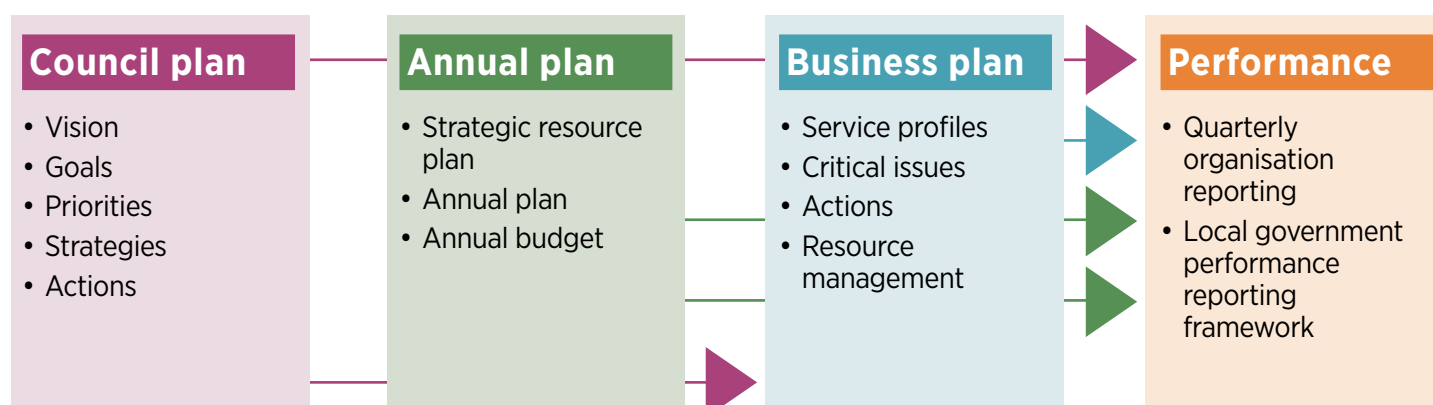 Council plan
• Vision
• Goals
• Priorities
• Strategies
• Actions
Annual plan
• Strategic resource
plan
• Annual plan
• Annual budget
Business plan
• Service profiles
• Critical issues
• Actions
• Resource
management
Performance
• Quarterly
organisation
reporting
• Local government
performance
reporting
framework